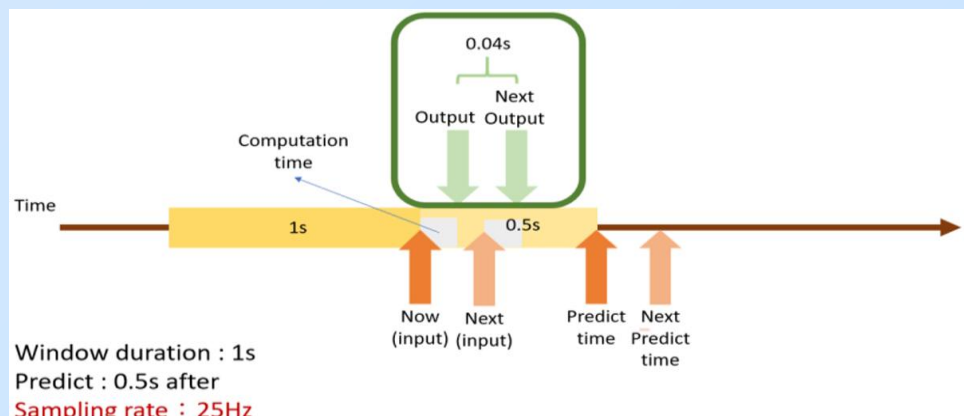 0.04s
Next
Output
Output
Computation
time
Time
1s
0.5s
Now
(input)
Next
(input)
Predict
time
Next
Predict
time
Window duration : 1s
Predict : 0.5s after
Sampling rate : 25Hz